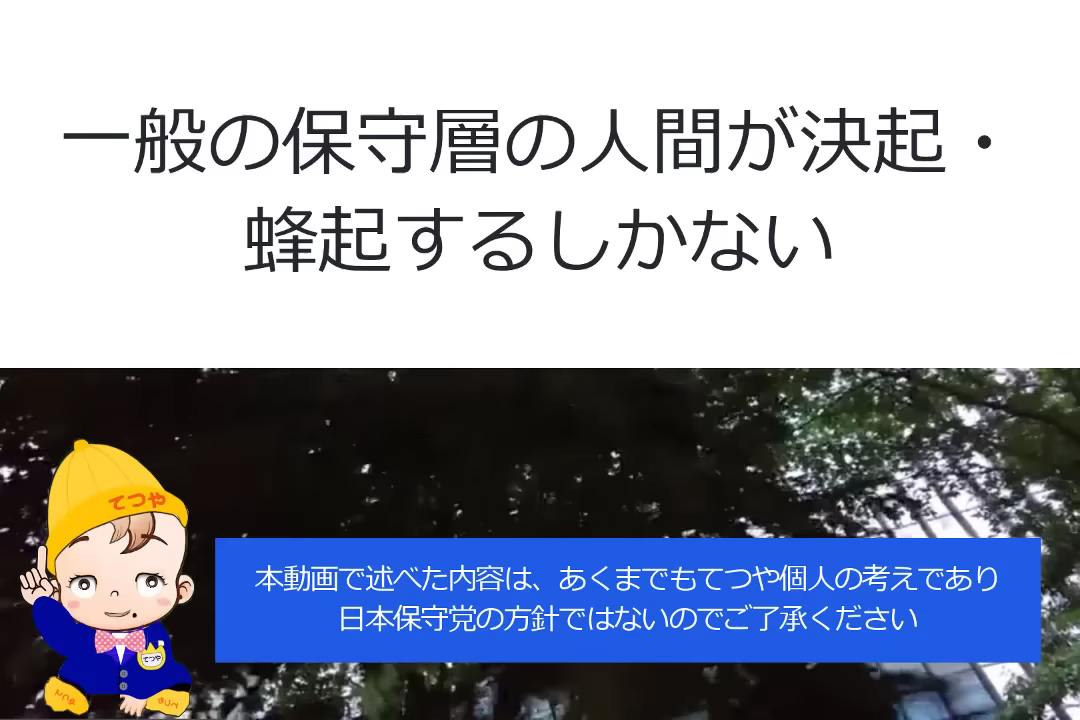 一般の保守層の人間が決起・
蜂起するしかない
てつや
本動画で述べた内容は、あくまでもてつや個人の考えであり
日本保守党の方針ではないのでご了承ください
てつや